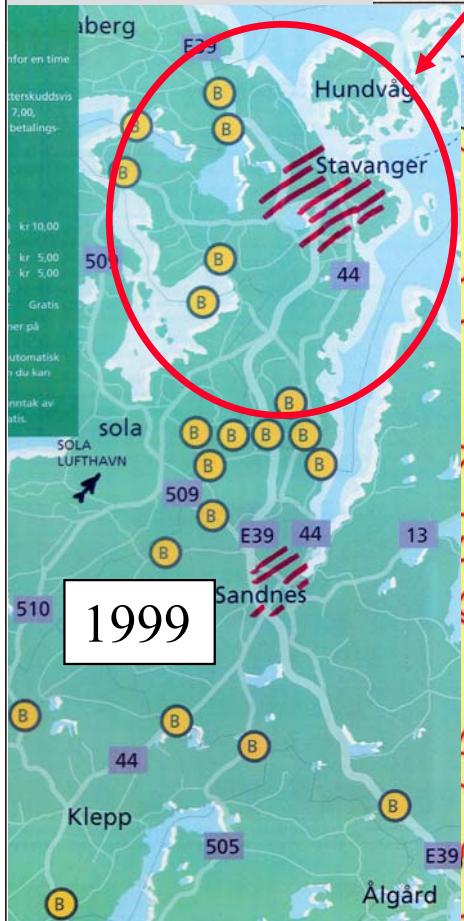 aberg
E39
nfor en time
tterskuddsvis
7,00,
betalings-
Hundvåg
B
B
B
Stavanger
B
kr 10,00
509
kr 5,00
kr 5,00
B
44
Gratis
B
ner på
utomatisk
n du kan
B
nntak av
atis.
sola
B
B
B
B
SOLA
LUFTHAVN
B
B
509
B
E39
44
13
B
510
1999
Sandnes
B
B
B
44
B
Klepp
505
E39
Ålgård
B